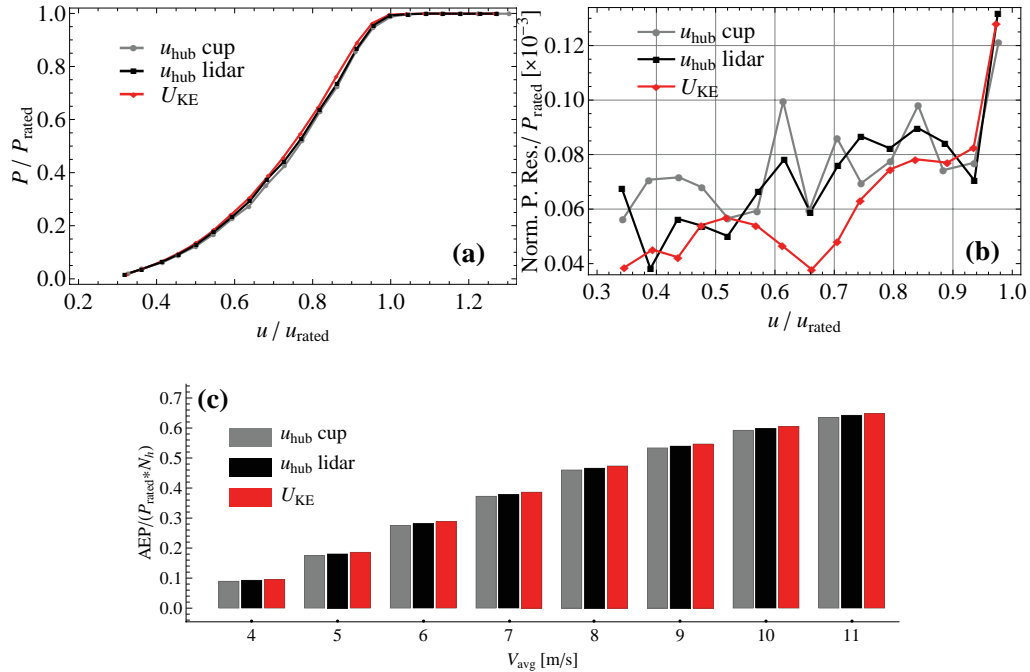 (a)
P / P_rated
1.0
0.8
0.6
0.4
0.2
0.0
u_hub cup
u_hub lidar
U_KE
0.2 0.4 0.6 0.8 1.0 1.2
u / u_rated
(b)
Norm. P. Res./ P_rated [×10⁻³]
0.12
0.10
0.08
0.06
0.04
u_hub cup
u_hub lidar
U_KE
0.3 0.4 0.5 0.6 0.7 0.8 0.9 1.0
u / u_rated
(c)
AEP/(P_rated*N_h)
0.7
0.6
0.5
0.4
0.3
0.2
0.1
0.0
u_hub cup
u_hub lidar
U_KE
4 5 6 7 8 9 10 11
V_avg [m/s]